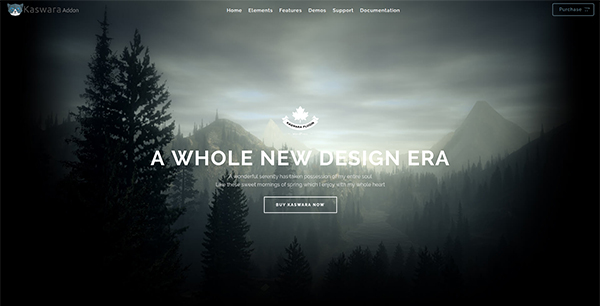 Kaswara Addon
Home Elements Features Demos Support Documentation
Purchase
KASWARA PLUGIN
A WHOLE NEW DESIGN ERA
A wonderful serenity has taken possession of my entire soul.
Like these sweet mornings of spring which I enjoy with my whole heart
BUY KASWARA NOW